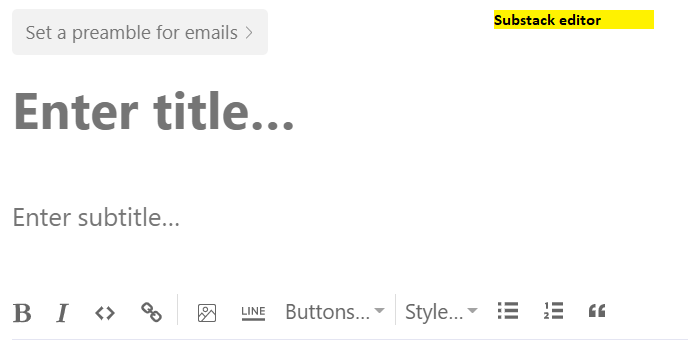 Set a preamble for emails
Substack editor
Enter title...
Enter subtitle...
B I LINE Buttons... Style...